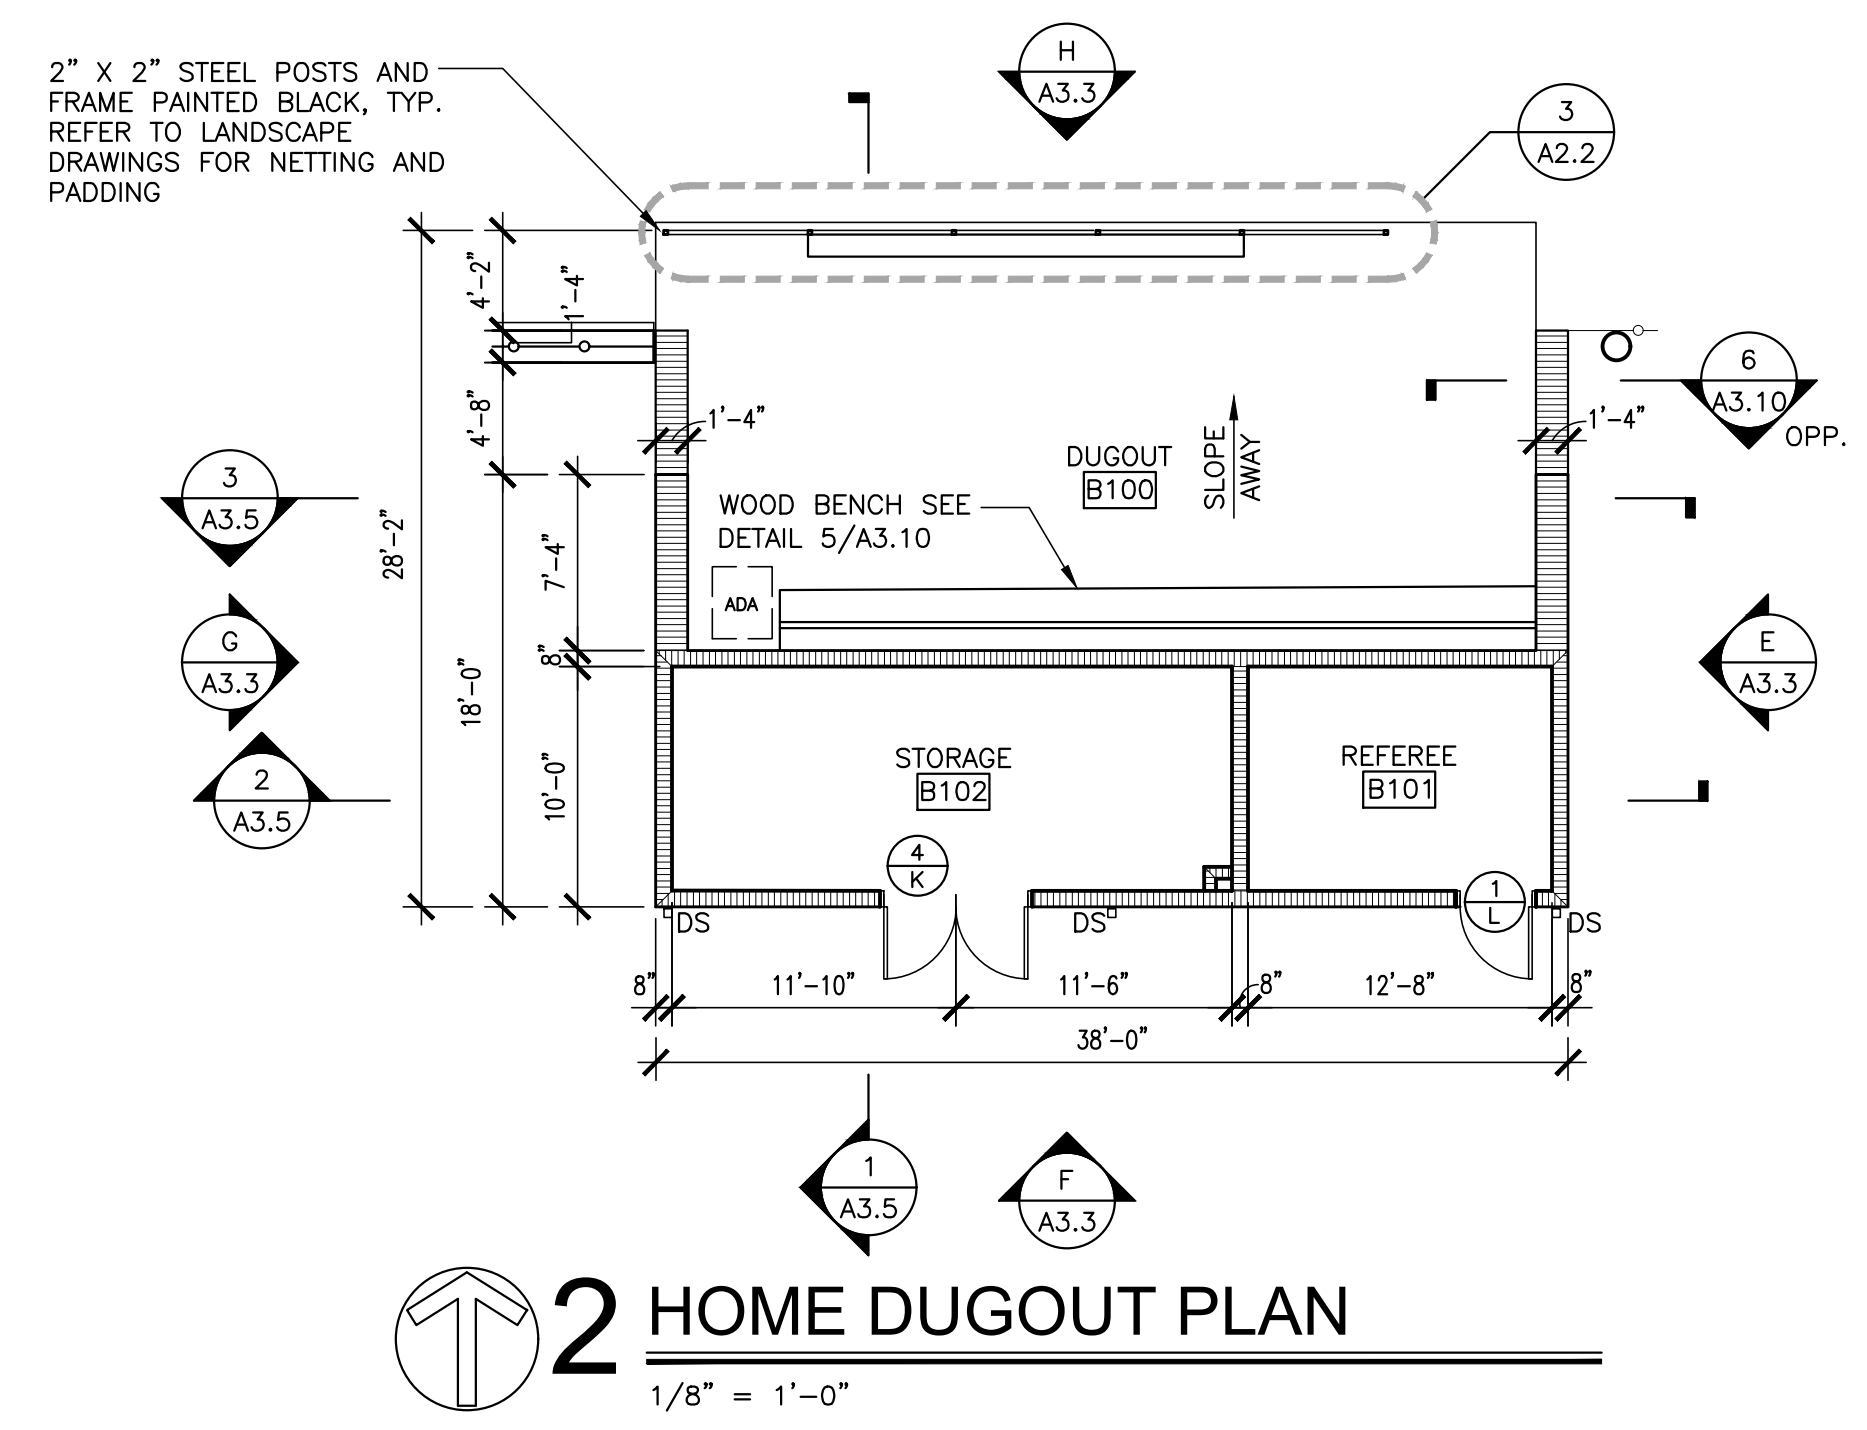 H
A3.3
2” X 2” STEEL POSTS AND
FRAME PAINTED BLACK, TYP.
REFER TO LANDSCAPE
DRAWINGS FOR NETTING AND
PADDING
3
A2.2
4'-2"
1'-4"
6
A3.10
OPP.
4'-8"
1'-4"
1'-4"
DUGOUT
B100
SLOPE
AWAY
3
A3.5
WOOD BENCH SEE
DETAIL 5/A3.10
28'-2"
7'-4"
ADA
G
A3.3
8"
E
A3.3
18'-0"
STORAGE
B102
REFEREE
B101
2
A3.5
10'-0"
4
K
1
L
DS
DS
DS
8"
11'-10"
11'-6"
8"
12'-8"
8"
38'-0"
1
A3.5
F
A3.3
2 HOME DUGOUT PLAN
1/8" = 1'-0"